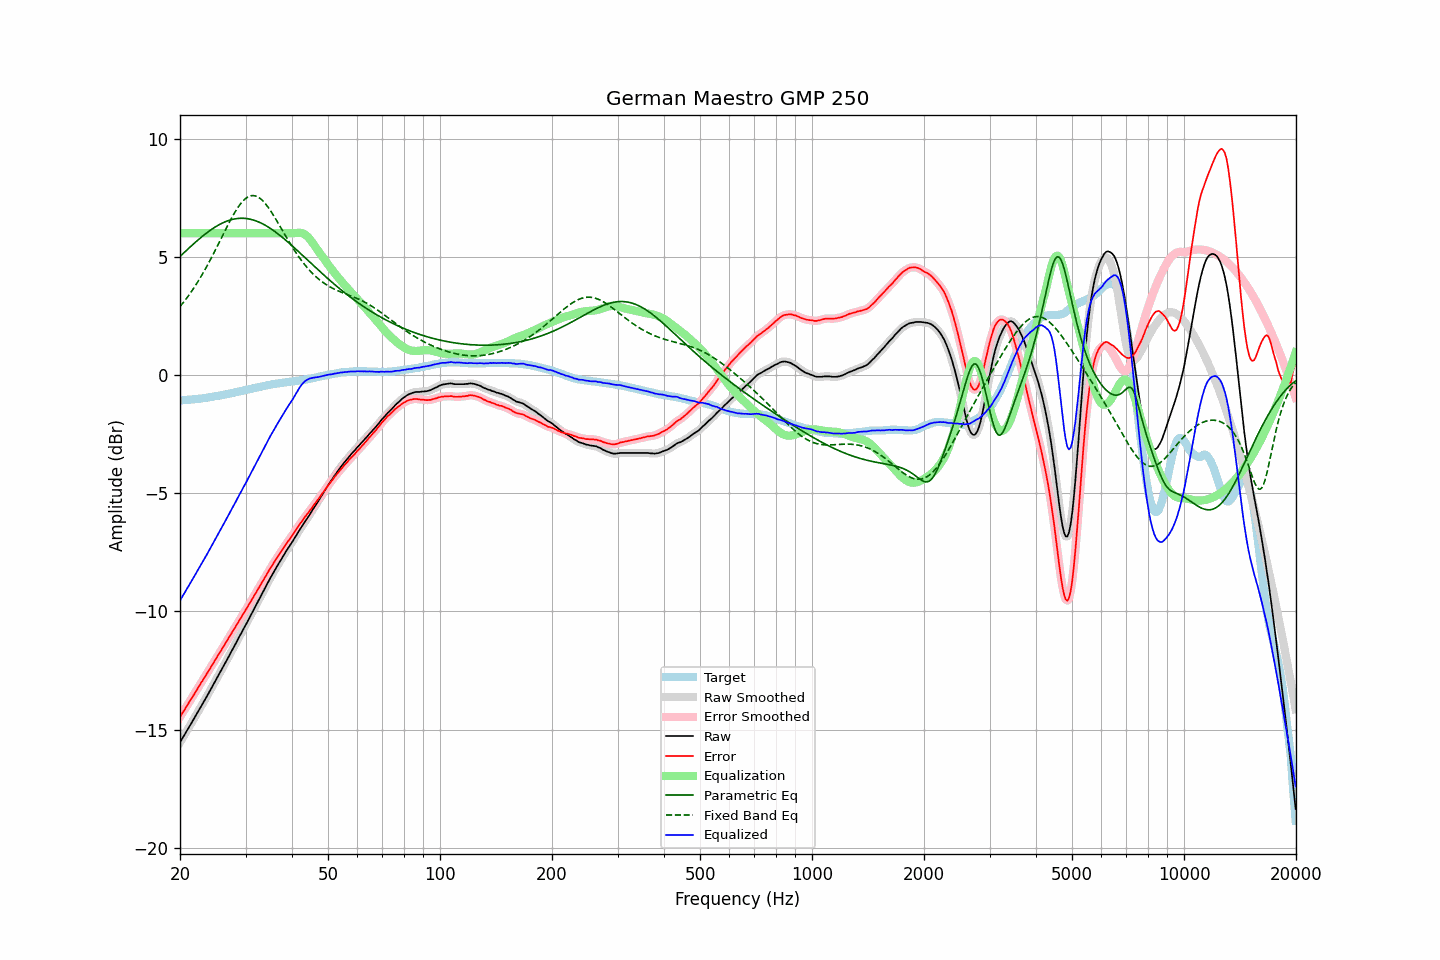 German Maestro GMP 250
Amplitude (dBr)
10
5
0
−5
−10
−15
−20
Target
Raw Smoothed
Error Smoothed
Raw
Error
Equalization
Parametric Eq
Fixed Band Eq
Equalized
20 50 100 200 500 1000 2000 5000 10000 20000
Frequency (Hz)